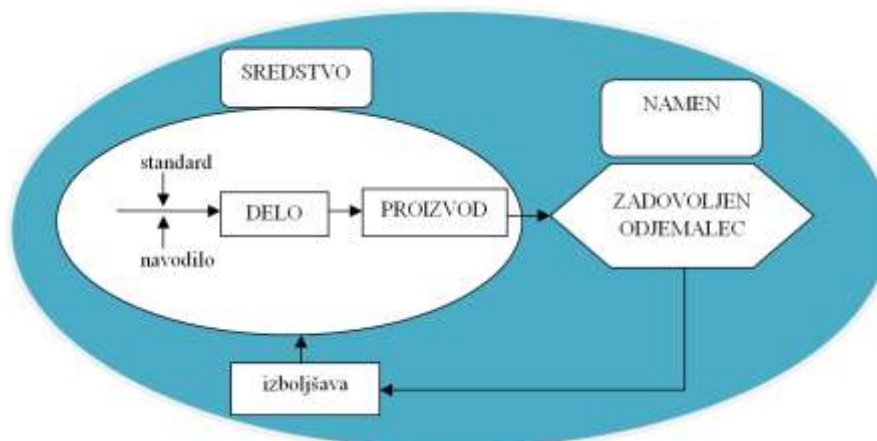 SREDSTVO
NAMEN
standard
DELO
PROIZVOD
navodilo
ZADOVOLJEN
ODJEMALEC
izboljšava